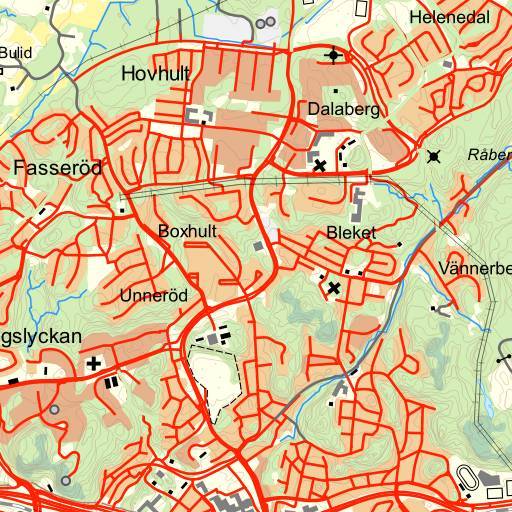 Helenedal
Bulid
Hovhult
Dalaberg
Råber
Fasseröd
Boxhult
Bleket
Vännerbe
Unneröd
gslyckan